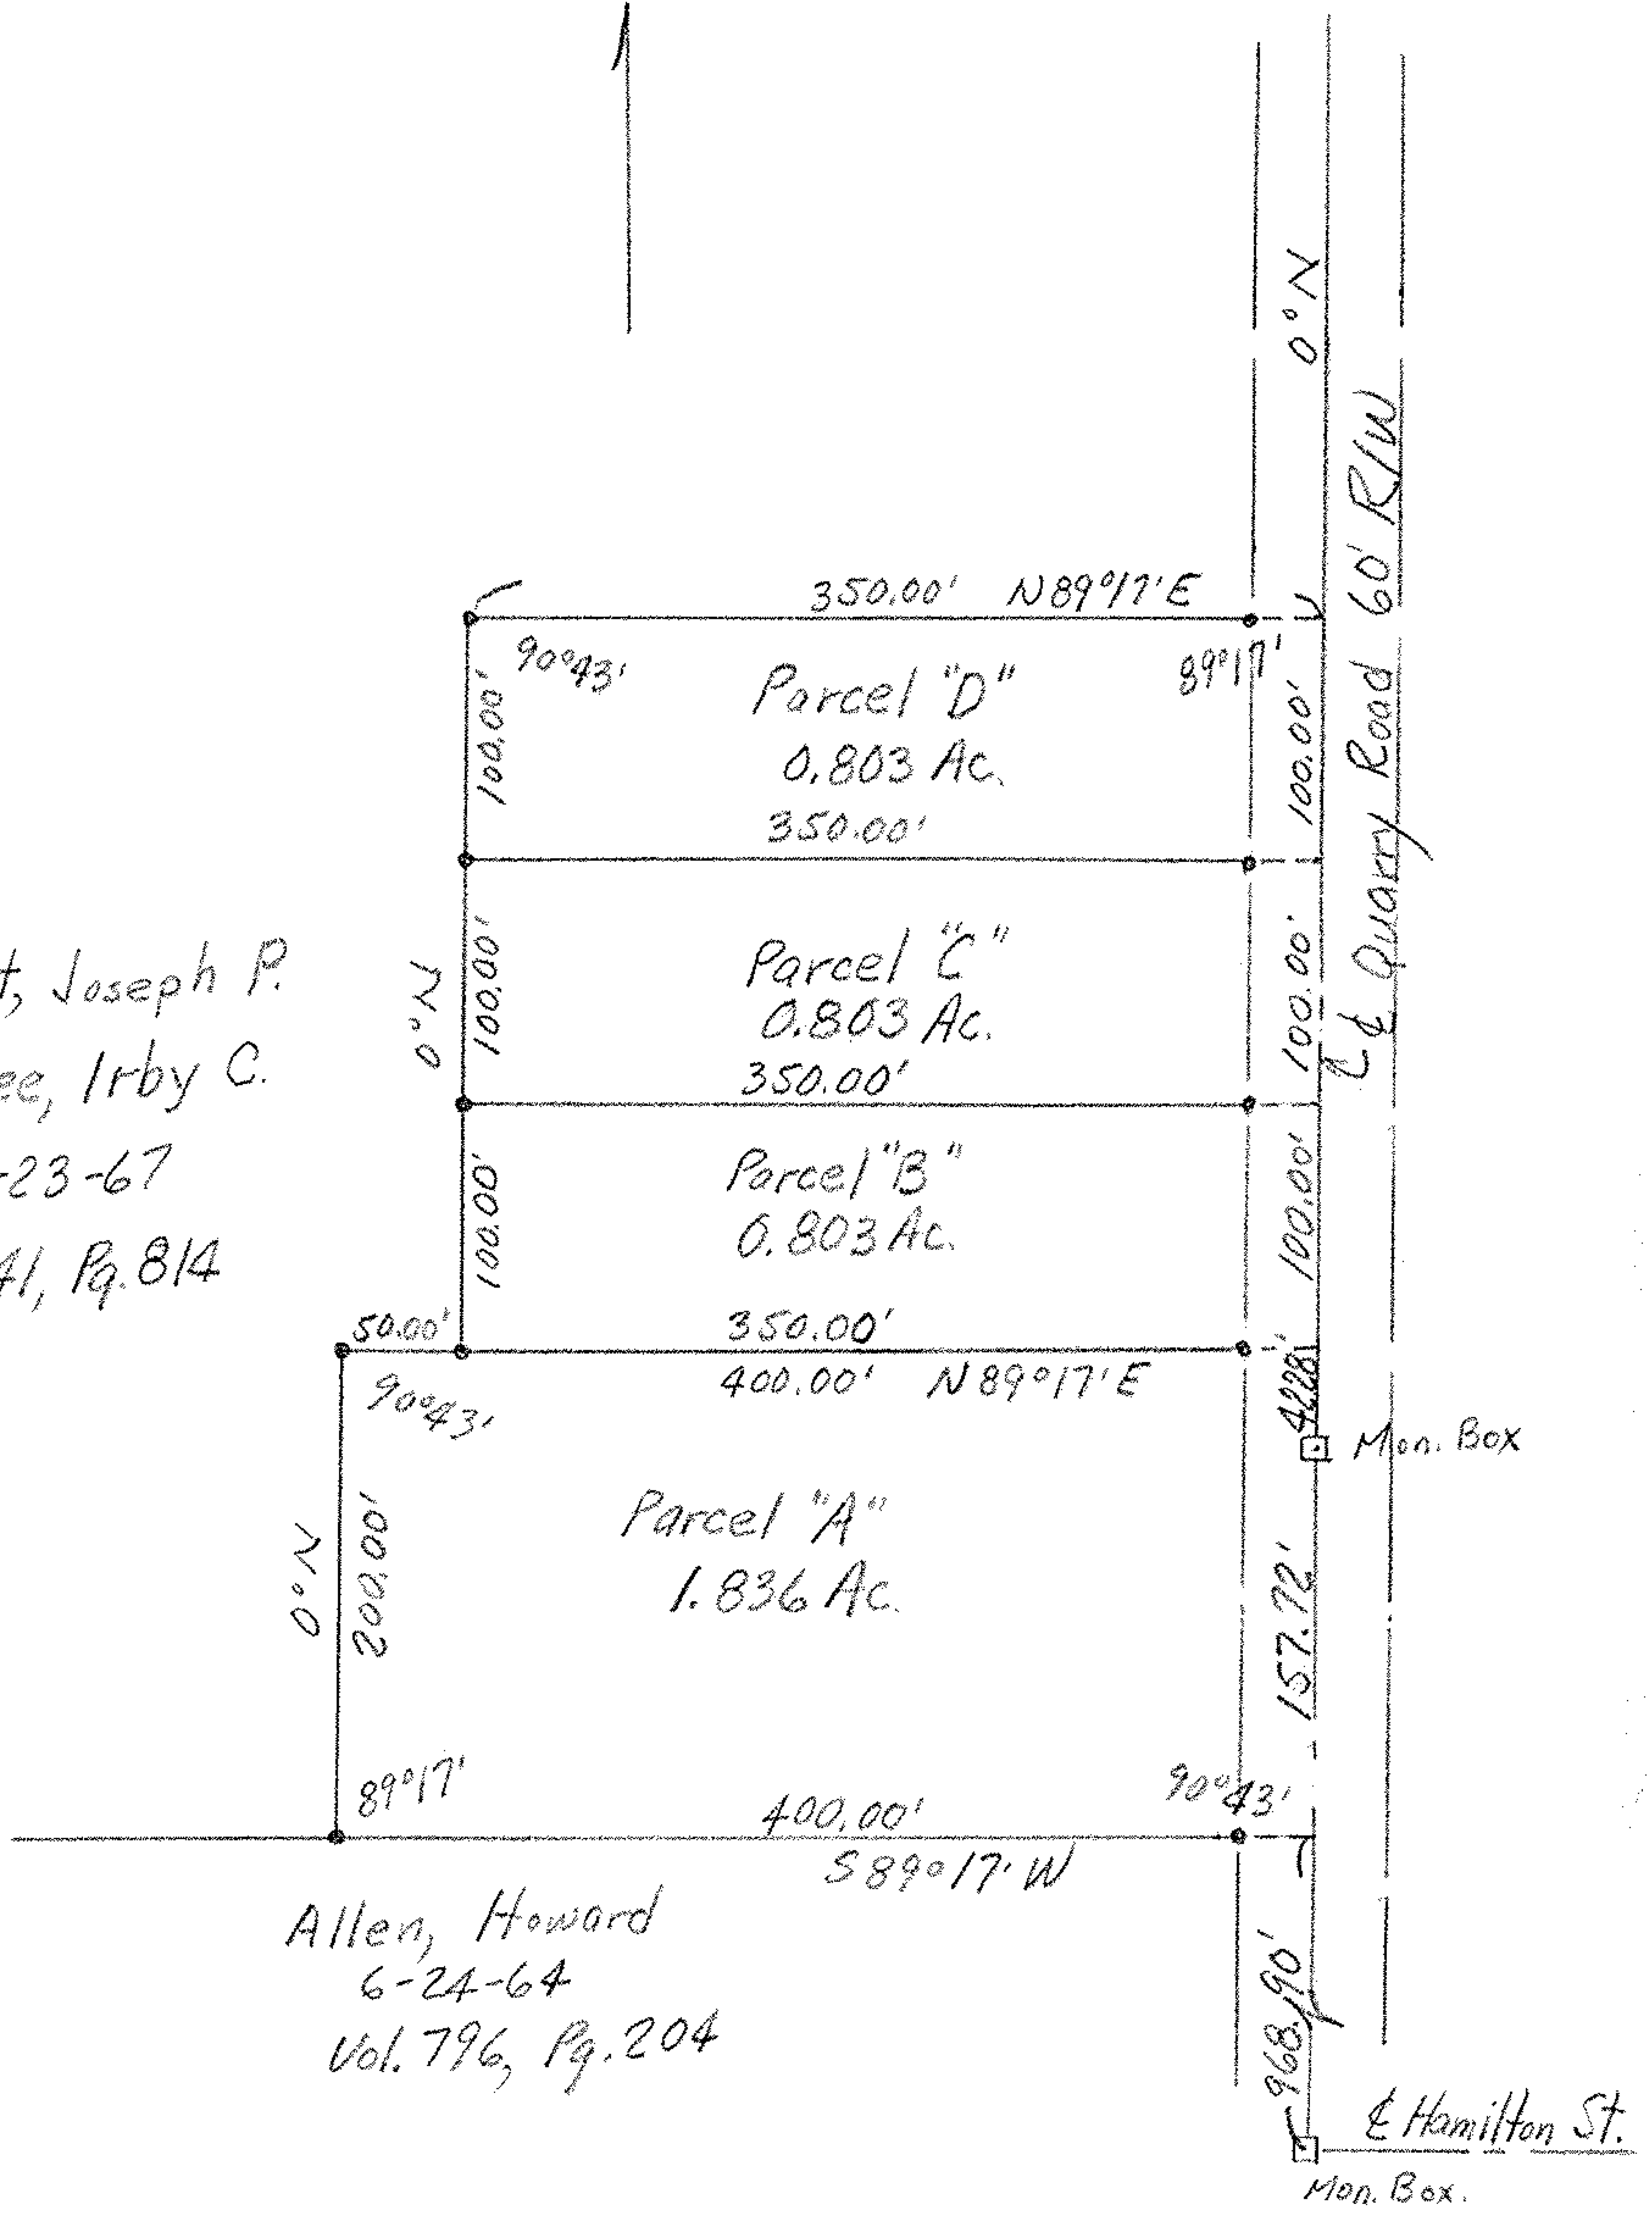 0°N
Quarry Road 60' R/W
350.00' N89°17'E
90°43'
89°17'
Parcel "D"
0.803 Ac.
100.00'
100.00'
350.00'
Joseph P.
Irby C.
-23-67
41, Pg. 814
0°N
100.00'
Parcel "C"
0.803 Ac.
100.00'
350.00'
100.00'
Parcel "B"
0.803 Ac.
100.00'
50.00'
350.00'
400.00' N89°17'E
90°43'
42.28'
Mon. Box
0°N
200.00'
Parcel "A"
1.836 Ac.
157.72'
89°17'
90°43'
400.00'
S89°17'W
Allen, Howard
6-24-64
Vol. 796, Pg. 204
968.90'
℄ Hamilton St.
Mon. Box.